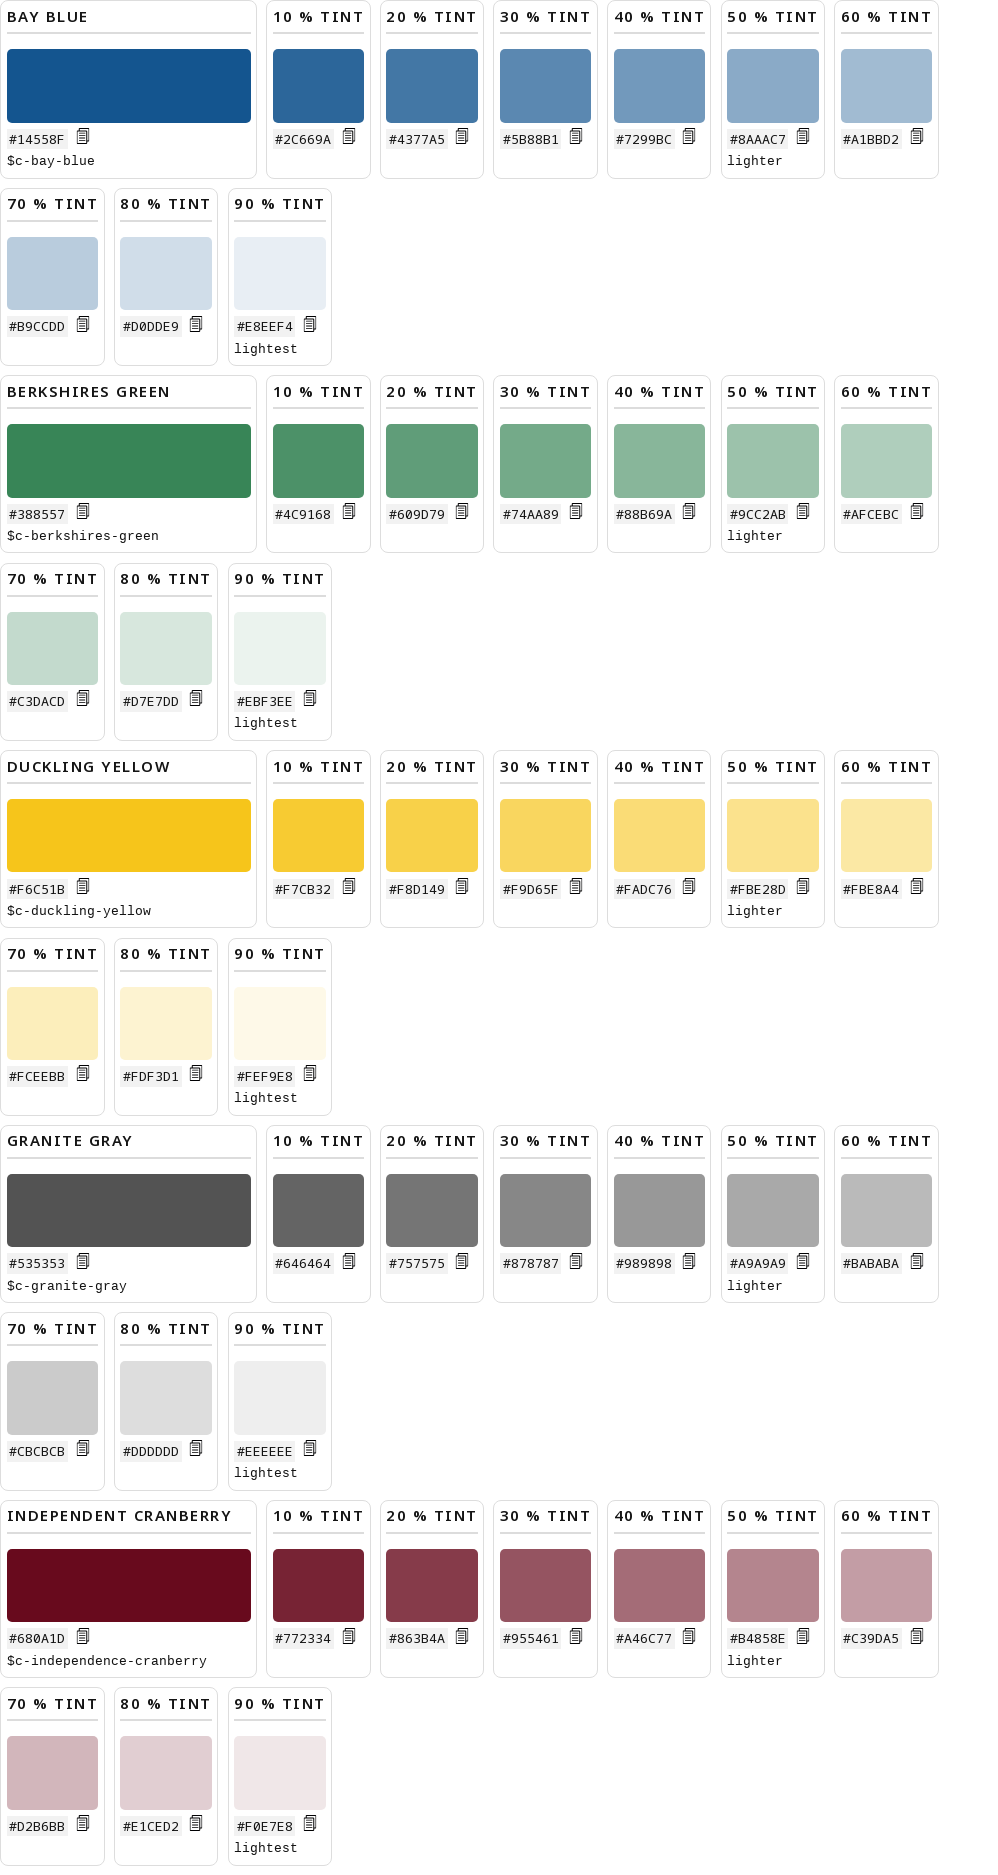 BAY BLUE 10 % TINT 20 % TINT 30 % TINT 40 % TINT 50 % TINT 60 % TINT
#14558F #2C669A #4377A5 #5B88B1 #7299BC #8AAAC7 #A1BBD2
$c-bay-blue lighter
70 % TINT 80 % TINT 90 % TINT
#B9CCDD #D0DDE9 #E8EEF4
lightest
BERKSHIRES GREEN 10 % TINT 20 % TINT 30 % TINT 40 % TINT 50 % TINT 60 % TINT
#388557 #4C9168 #609D79 #74AA89 #88B69A #9CC2AB #AFCEBC
$c-berkshires-green lighter
70 % TINT 80 % TINT 90 % TINT
#C3DACD #D7E7DD #EBF3EE
lightest
DUCKLING YELLOW 10 % TINT 20 % TINT 30 % TINT 40 % TINT 50 % TINT 60 % TINT
#F6C51B #F7CB32 #F8D149 #F9D65F #FADC76 #FBE28D #FBE8A4
$c-duckling-yellow lighter
70 % TINT 80 % TINT 90 % TINT
#FCEEBB #FDF3D1 #FEF9E8
lightest
GRANITE GRAY 10 % TINT 20 % TINT 30 % TINT 40 % TINT 50 % TINT 60 % TINT
#535353 #646464 #757575 #878787 #989898 #A9A9A9 #BABABA
$c-granite-gray lighter
70 % TINT 80 % TINT 90 % TINT
#CBCBCB #DDDDDD #EEEEEE
lightest
INDEPENDENT CRANBERRY 10 % TINT 20 % TINT 30 % TINT 40 % TINT 50 % TINT 60 % TINT
#680A1D #772334 #863B4A #955461 #A46C77 #B4858E #C39DA5
$c-independence-cranberry lighter
70 % TINT 80 % TINT 90 % TINT
#D2B6BB #E1CED2 #F0E7E8
lightest